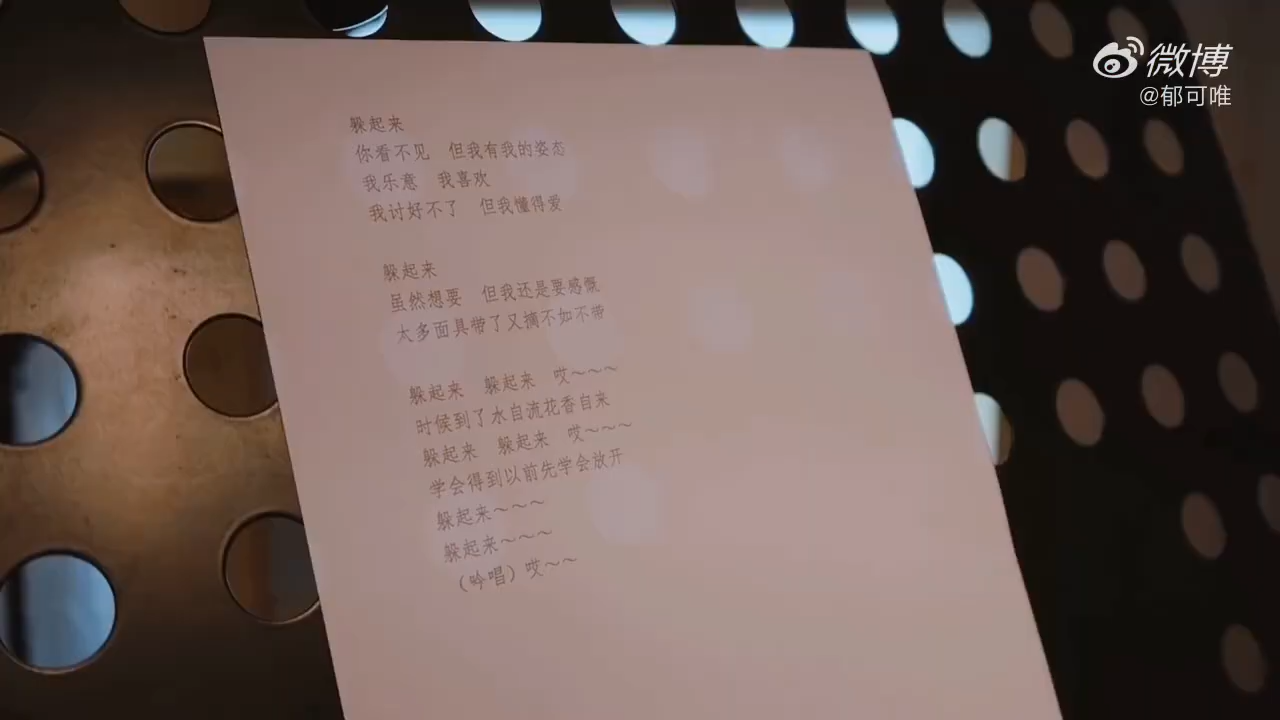 微博
@郁可唯
躲起来
你看不见 但我有我的姿态
我乐意 我喜欢
我讨好不了 但我懂得爱
躲起来
虽然想要 但我还是要感慨
太多面具带了又摘不如不带
躲起来 躲起来 哎～～～
时候到了水自流花香自来
躲起来 躲起来 哎～～～
学会得到以前先学会放开
躲起来～～～
躲起来～～～
（吟唱）哎～～